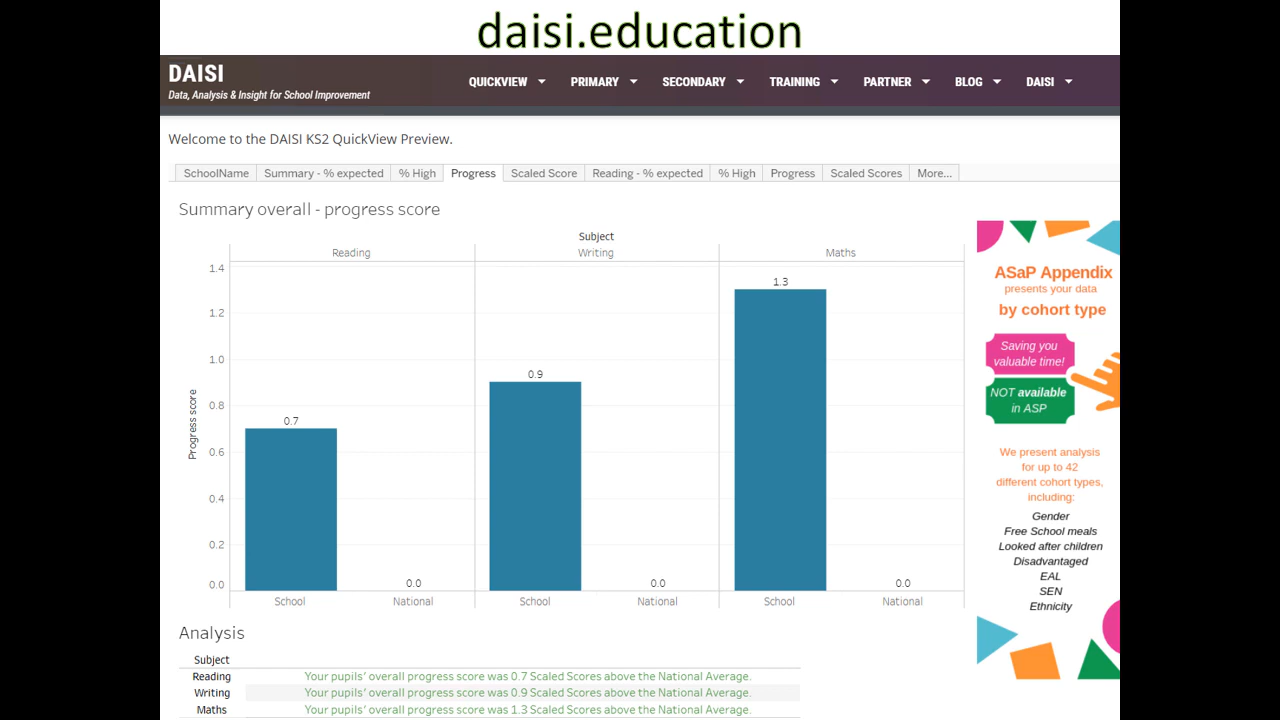 daisi.education
DAISI
Data, Analysis & Insight for School Improvement
QUICKVIEW PRIMARY SECONDARY TRAINING PARTNER BLOG DAISI
Welcome to the DAISI KS2 QuickView Preview.
SchoolName Summary - % expected % High Progress Scaled Score Reading - % expected % High Progress Scaled Scores More...
Summary overall - progress score
Subject
Reading Writing Maths
Progress score
1.4
1.2
1.0
0.8
0.6
0.4
0.2
0.0
0.7 0.0 0.9 0.0 1.3 0.0
School National School National School National
Analysis
Subject
Reading Your pupils' overall progress score was 0.7 Scaled Scores above the National Average.
Writing Your pupils' overall progress score was 0.9 Scaled Scores above the National Average.
Maths Your pupils' overall progress score was 1.3 Scaled Scores above the National Average.
ASaP Appendix
presents your data
by cohort type
Saving you
valuable time!
NOT available
in ASP
We present analysis
for up to 42
different cohort types,
including:
Gender
Free School meals
Looked after children
Disadvantaged
EAL
SEN
Ethnicity